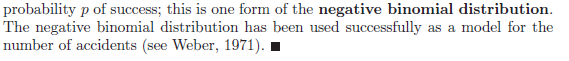 probability p of success; this is one form of the negative binomial distribution.
The negative binomial distribution has been used successfully as a model for the
number of accidents (see Weber, 1971). ■